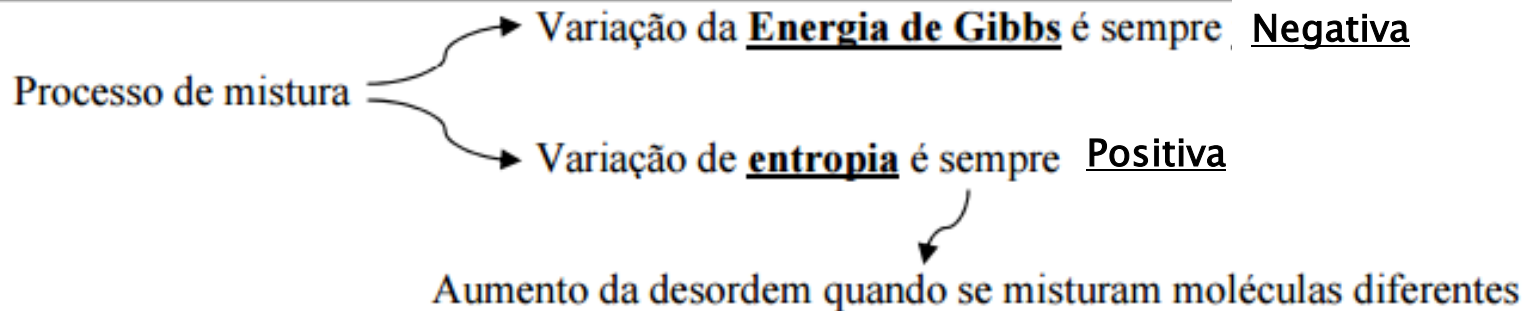 Variação da Energia de Gibbs é sempre Negativa
Processo de mistura
Variação de entropia é sempre Positiva
Aumento da desordem quando se misturam moléculas diferentes